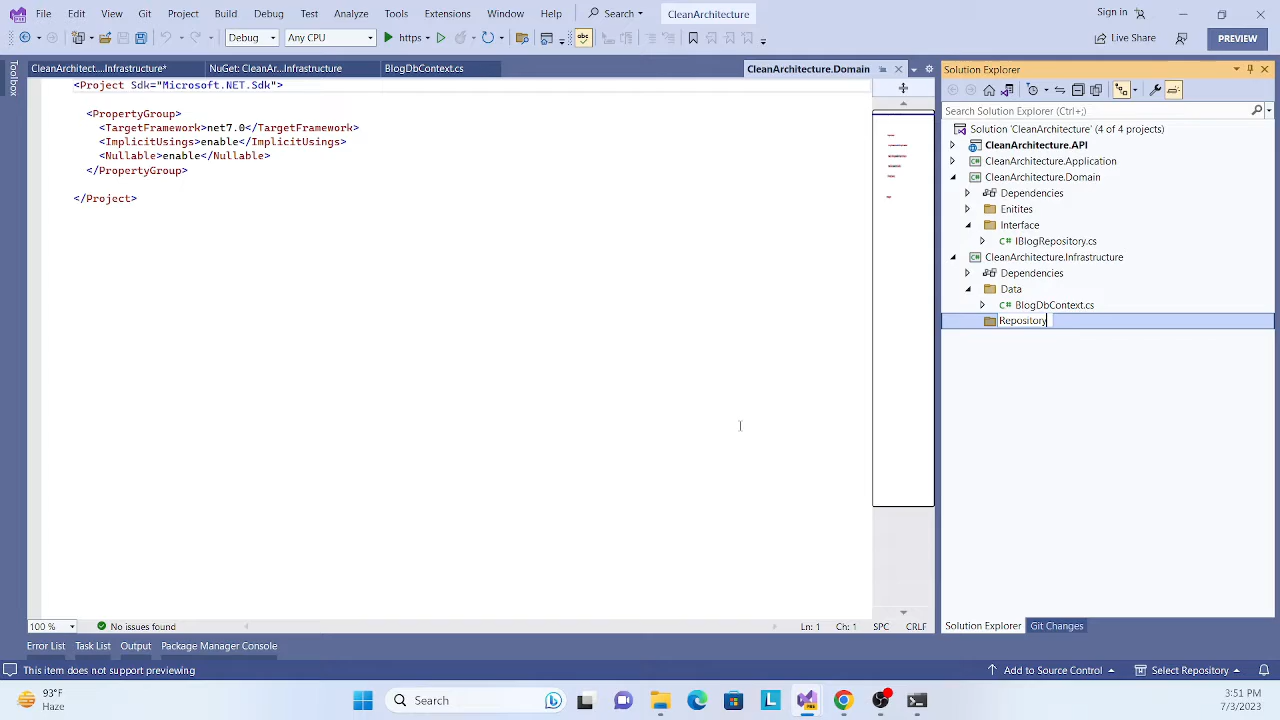 File Edit View Git Project Build Debug Test Analyze Tools Extensions Window Help Search CleanArchitecture Sign in
Debug Any CPU https Live Share PREVIEW
Toolbox
CleanArchitect...Infrastructure* NuGet: CleanAr...Infrastructure BlogDbContext.cs CleanArchitecture.Domain
<Project Sdk="Microsoft.NET.Sdk">
<PropertyGroup>
<TargetFramework>net7.0</TargetFramework>
<ImplicitUsings>enable</ImplicitUsings>
<Nullable>enable</Nullable>
</PropertyGroup>
</Project>
Solution Explorer
Search Solution Explorer (Ctrl+;)
Solution 'CleanArchitecture' (4 of 4 projects)
CleanArchitecture.API
CleanArchitecture.Application
CleanArchitecture.Domain
Dependencies
Enitites
Interface
C# IBlogRepository.cs
CleanArchitecture.Infrastructure
Dependencies
Data
C# BlogDbContext.cs
Repository
100 % No issues found Ln: 1 Ch: 1 SPC CRLF
Solution Explorer Git Changes
Error List Task List Output Package Manager Console
This item does not support previewing Add to Source Control Select Repository
93°F
Haze
Search
3:51 PM
7/3/2023